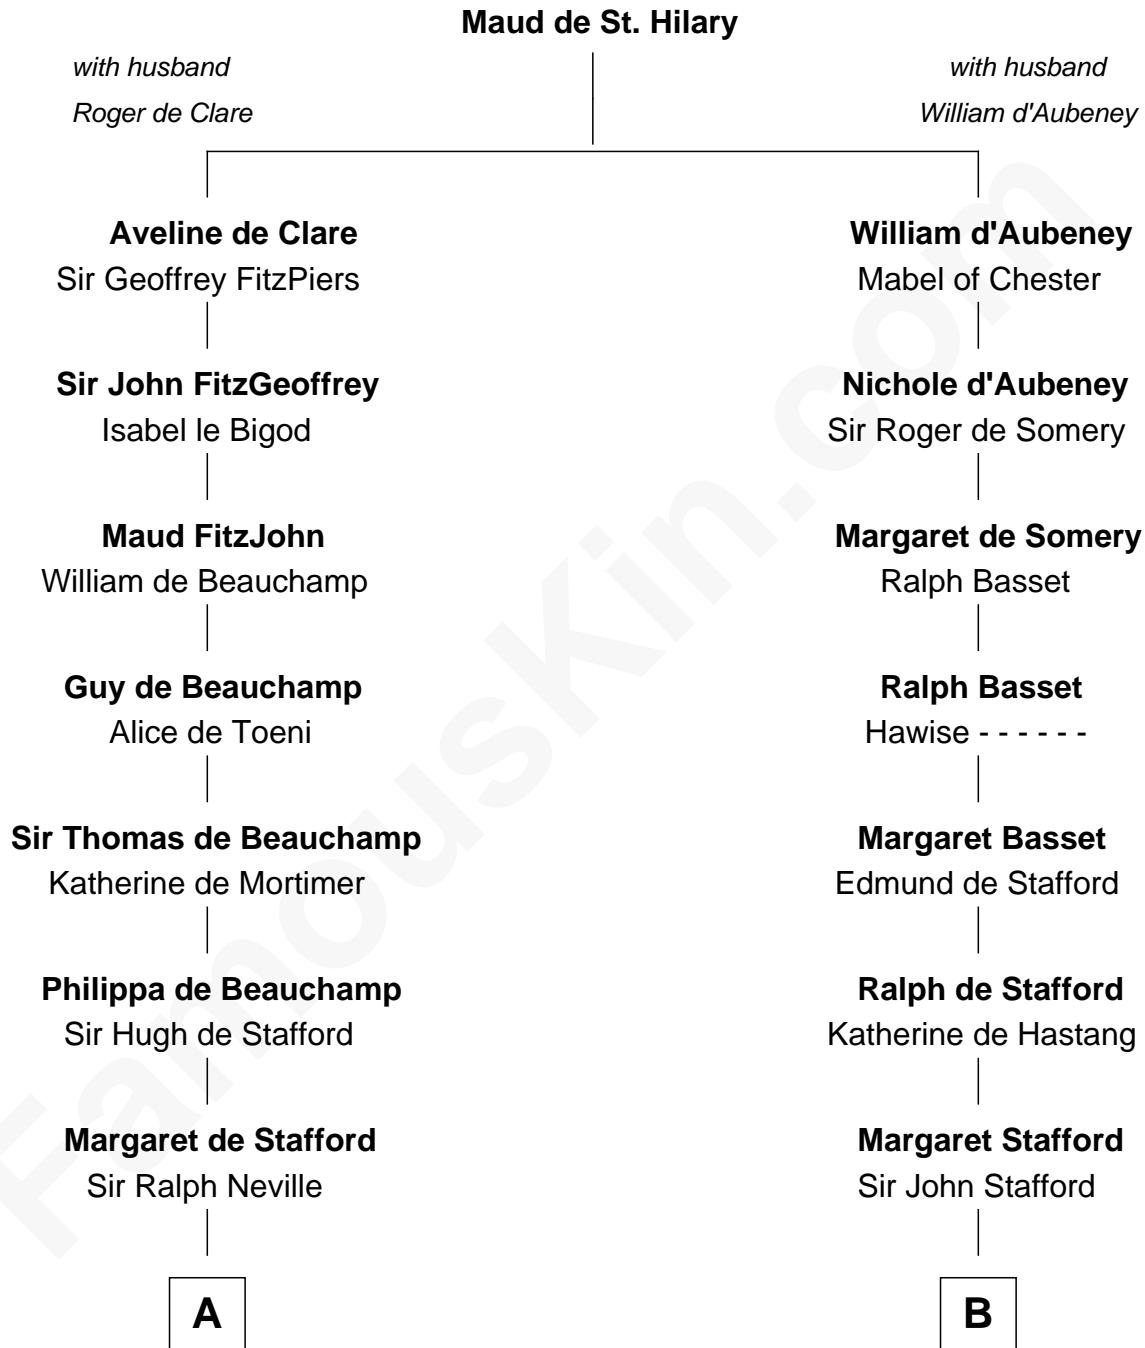 Maud de St. Hilary
with husband
Roger de Clare
with husband
William d'Aubeney
Aveline de Clare
Sir Geoffrey FitzPiers
William d'Aubeney
Mabel of Chester
Sir John FitzGeoffrey
Isabel le Bigod
Nichole d'Aubeney
Sir Roger de Somery
Maud FitzJohn
William de Beauchamp
Margaret de Somery
Ralph Basset
Guy de Beauchamp
Alice de Toeni
Ralph Basset
Hawise - - - - - -
Sir Thomas de Beauchamp
Katherine de Mortimer
Margaret Basset
Edmund de Stafford
Philippa de Beauchamp
Sir Hugh de Stafford
Ralph de Stafford
Katherine de Hastang
Margaret de Stafford
Sir Ralph Neville
Margaret Stafford
Sir John Stafford
A
B
FamousKin.com